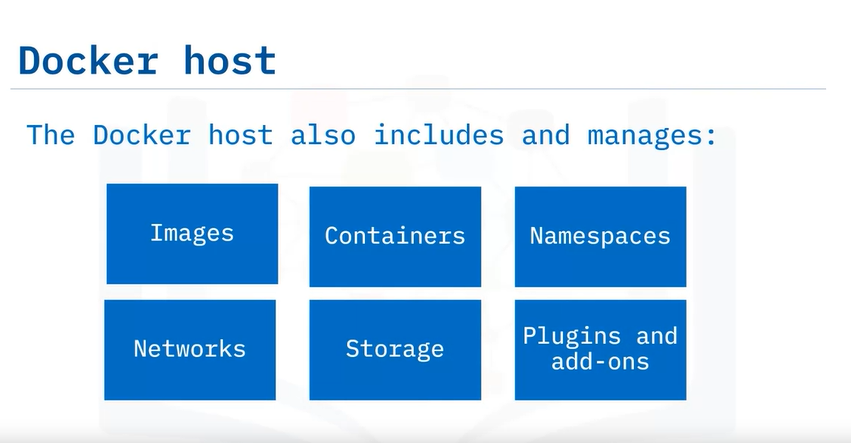 Docker host
The Docker host also includes and manages:
Images
Containers
Namespaces
Networks
Storage
Plugins and
add-ons